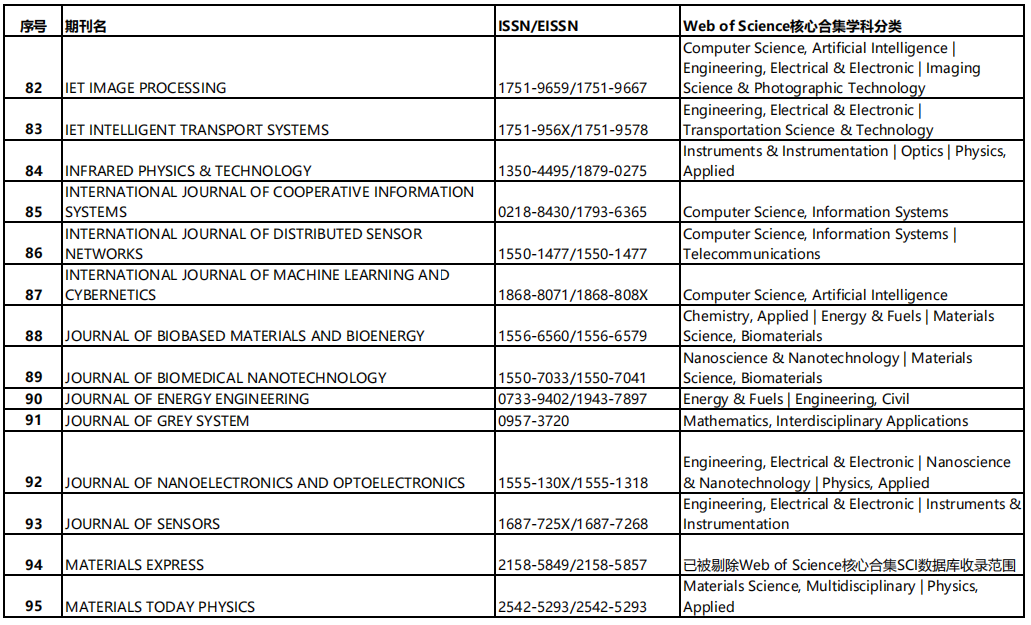 序号 期刊名 ISSN/EISSN Web of Science核心合集学科分类
Computer Science, Artificial Intelligence |
Engineering, Electrical & Electronic | Imaging
82 IET IMAGE PROCESSING 1751-9659/1751-9667 Science & Photographic Technology
Engineering, Electrical & Electronic |
83 IET INTELLIGENT TRANSPORT SYSTEMS 1751-956X/1751-9578 Transportation Science & Technology
Instruments & Instrumentation | Optics | Physics,
84 INFRARED PHYSICS & TECHNOLOGY 1350-4495/1879-0275 Applied
INTERNATIONAL JOURNAL OF COOPERATIVE INFORMATION
85 SYSTEMS 0218-8430/1793-6365 Computer Science, Information Systems
INTERNATIONAL JOURNAL OF DISTRIBUTED SENSOR Computer Science, Information Systems |
86 NETWORKS 1550-1477/1550-1477 Telecommunications
INTERNATIONAL JOURNAL OF MACHINE LEARNING AND
87 CYBERNETICS 1868-8071/1868-808X Computer Science, Artificial Intelligence
Chemistry, Applied | Energy & Fuels | Materials
88 JOURNAL OF BIOBASED MATERIALS AND BIOENERGY 1556-6560/1556-6579 Science, Biomaterials
Nanoscience & Nanotechnology | Materials
89 JOURNAL OF BIOMEDICAL NANOTECHNOLOGY 1550-7033/1550-7041 Science, Biomaterials
90 JOURNAL OF ENERGY ENGINEERING 0733-9402/1943-7897 Energy & Fuels | Engineering, Civil
91 JOURNAL OF GREY SYSTEM 0957-3720 Mathematics, Interdisciplinary Applications
Engineering, Electrical & Electronic | Nanoscience
92 JOURNAL OF NANOELECTRONICS AND OPTOELECTRONICS 1555-130X/1555-1318 & Nanotechnology | Physics, Applied
Engineering, Electrical & Electronic | Instruments &
93 JOURNAL OF SENSORS 1687-725X/1687-7268 Instrumentation
94 MATERIALS EXPRESS 2158-5849/2158-5857 已被剔除Web of Science核心合集SCI数据库收录范围
Materials Science, Multidisciplinary | Physics,
95 MATERIALS TODAY PHYSICS 2542-5293/2542-5293 Applied